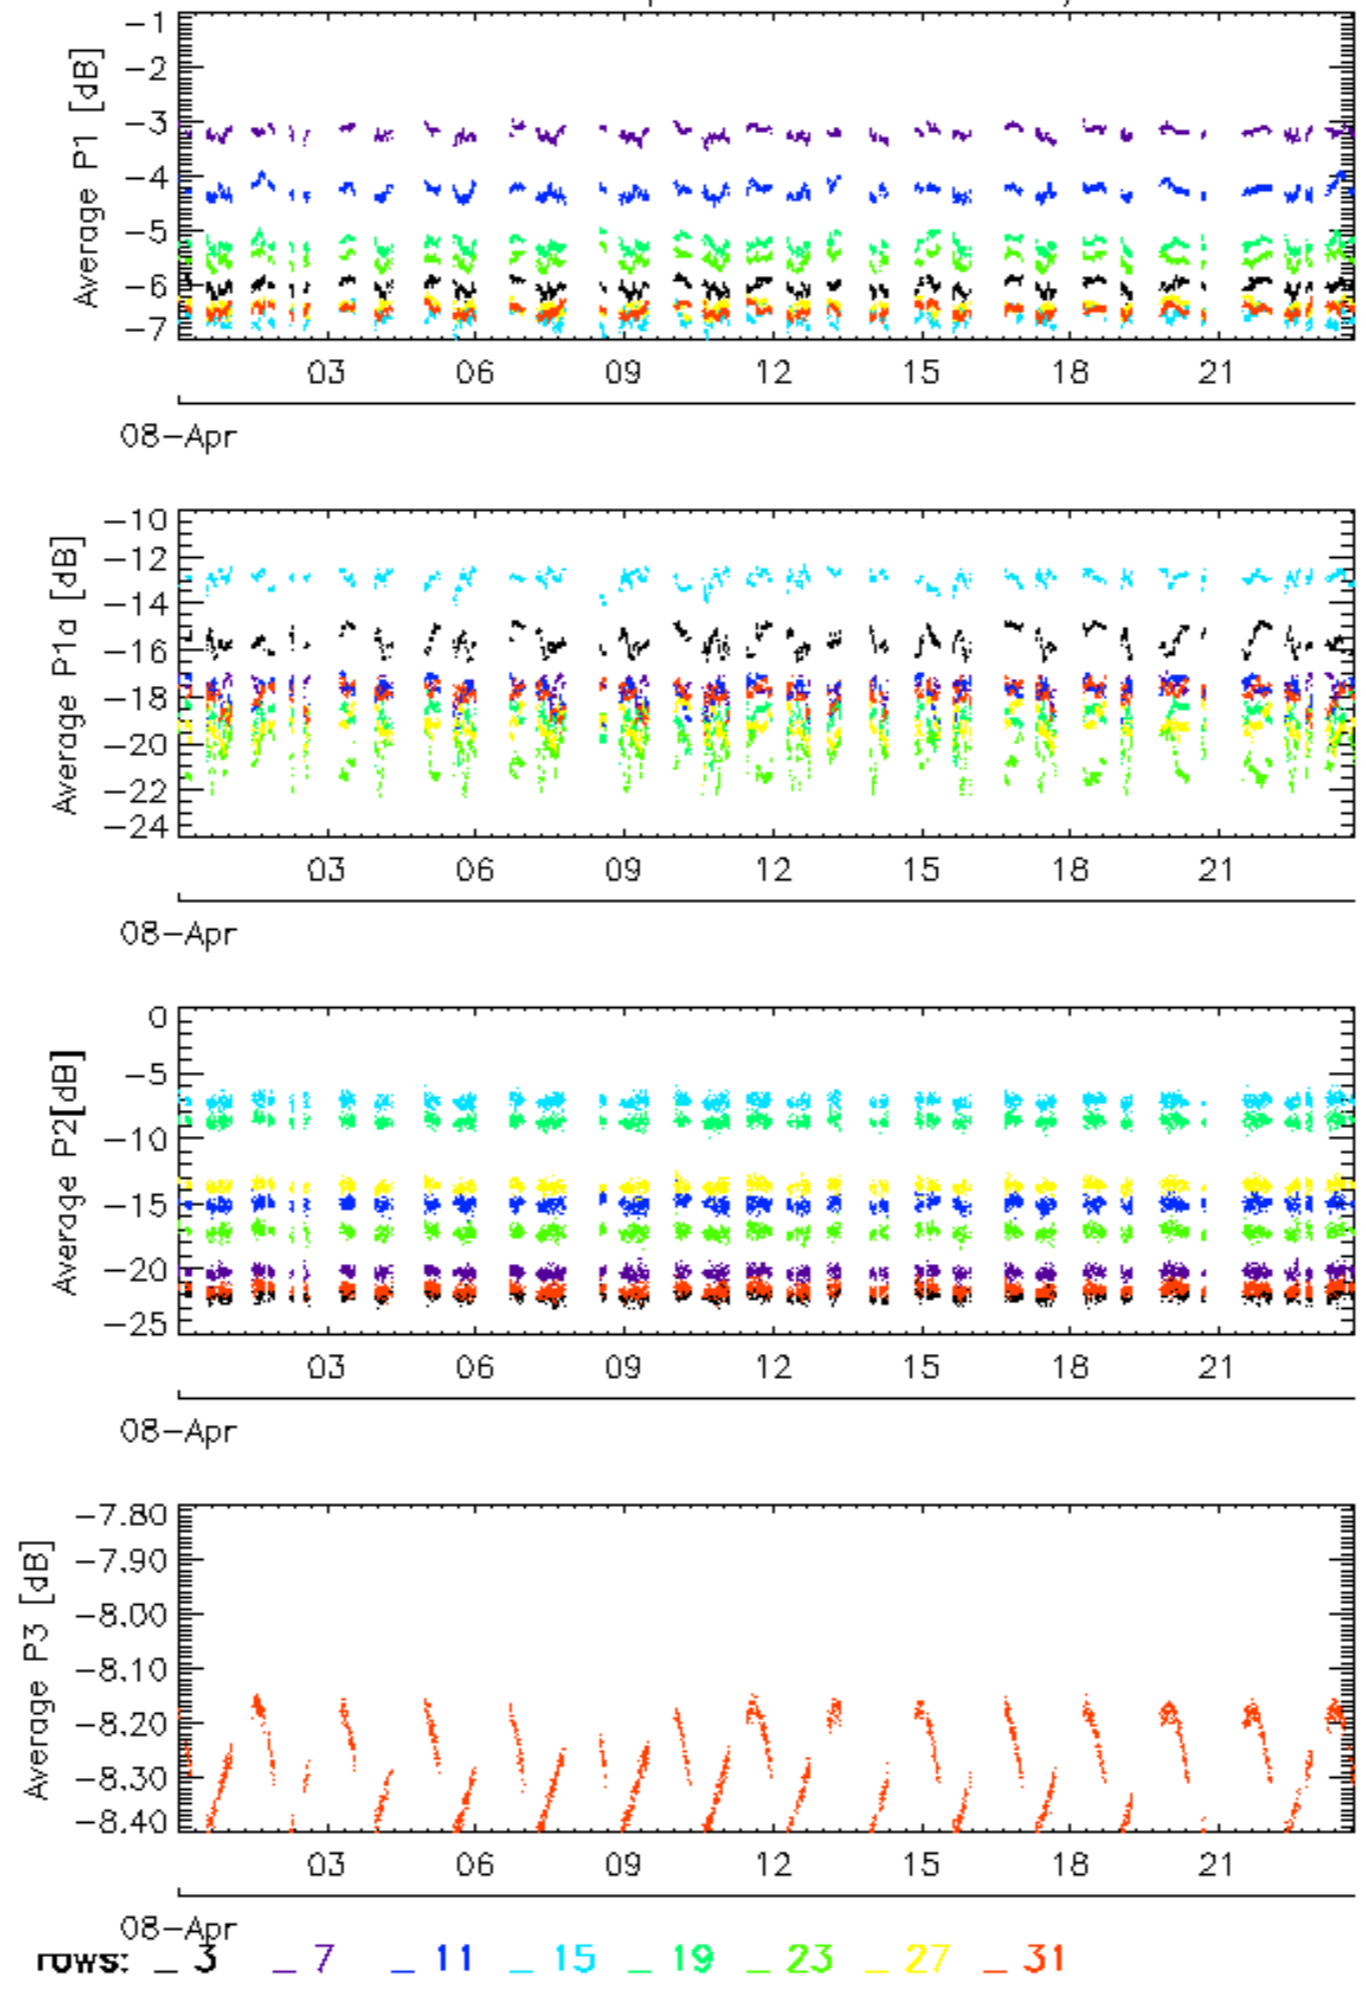 Average P1 [dB]
-1
-2
-3
-4
-5
-6
-7
03 06 09 12 15 18 21
08-Apr
Average P1a [dB]
-10
-12
-14
-16
-18
-20
-22
-24
03 06 09 12 15 18 21
08-Apr
Average P2[dB]
0
-5
-10
-15
-20
-25
03 06 09 12 15 18 21
08-Apr
Average P3 [dB]
-7.80
-7.90
-8.00
-8.10
-8.20
-8.30
-8.40
03 06 09 12 15 18 21
08-Apr
rows: _ 3 _ 7 _ 11 _ 15 _ 19 _ 23 _ 27 _ 31